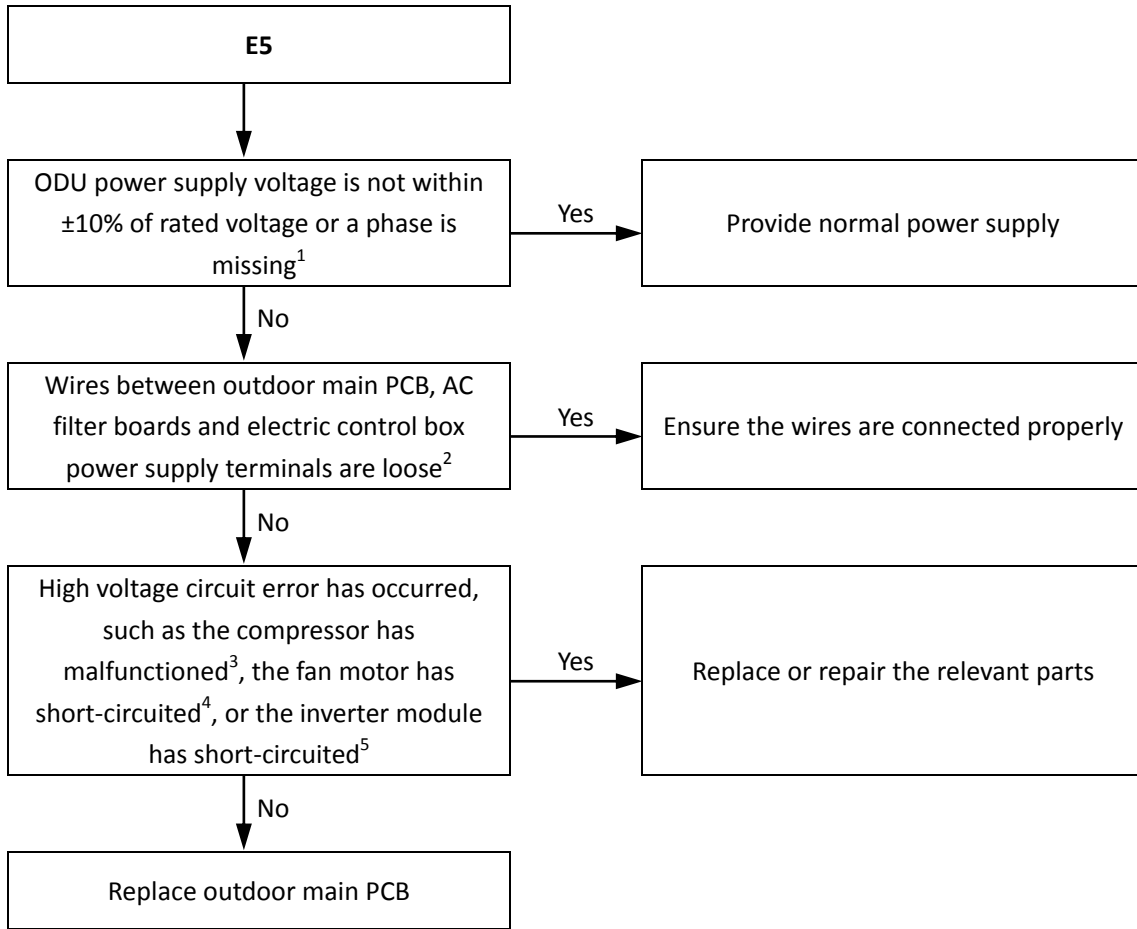 E5
ODU power supply voltage is not within
±10% of rated voltage or a phase is
missing¹
Yes
Provide normal power supply
No
Wires between outdoor main PCB, AC
filter boards and electric control box
power supply terminals are loose²
Yes
Ensure the wires are connected properly
No
High voltage circuit error has occurred,
such as the compressor has
malfunctioned³, the fan motor has
short-circuited⁴, or the inverter module
has short-circuited⁵
Yes
Replace or repair the relevant parts
No
Replace outdoor main PCB